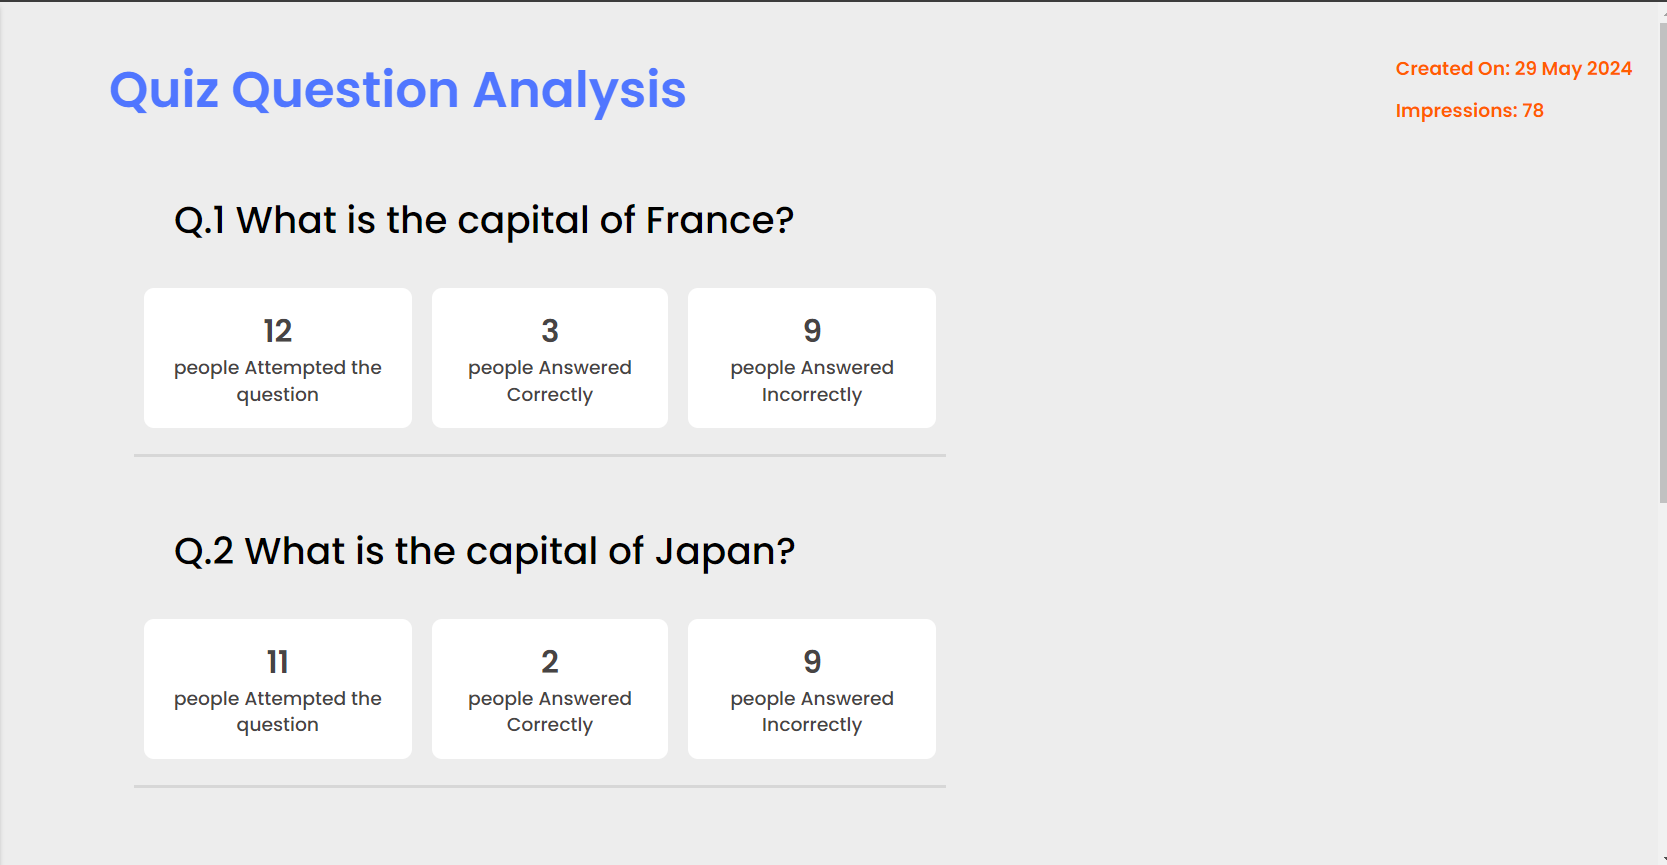 Quiz Question Analysis
Created On: 29 May 2024
Impressions: 78
Q.1 What is the capital of France?
12
people Attempted the
question
3
people Answered
Correctly
9
people Answered
Incorrectly
Q.2 What is the capital of Japan?
11
people Attempted the
question
2
people Answered
Correctly
9
people Answered
Incorrectly